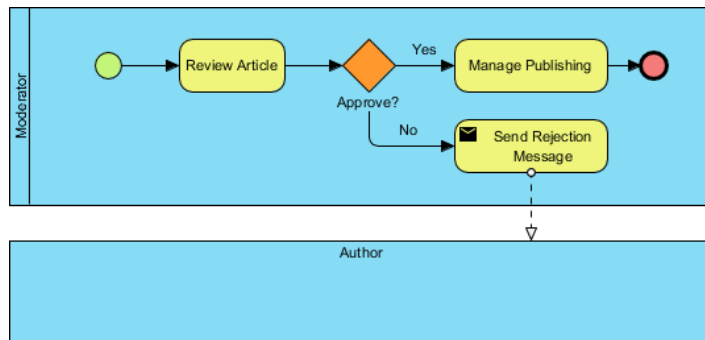 Moderator
Review Article
Approve?
Yes
Manage Publishing
No
Send Rejection
Message
Author